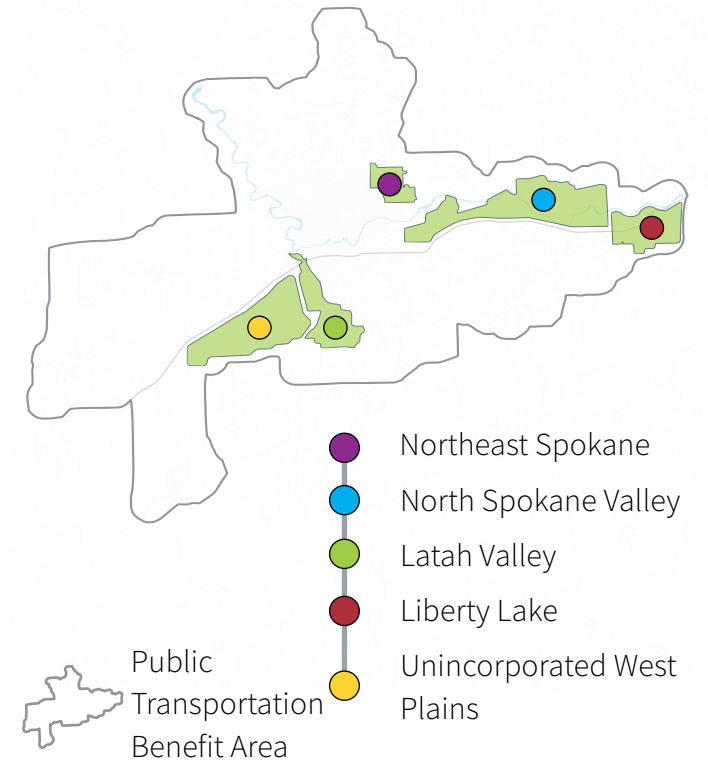 Northeast Spokane
North Spokane Valley
Latah Valley
Liberty Lake
Unincorporated West
Plains
Public
Transportation
Benefit Area